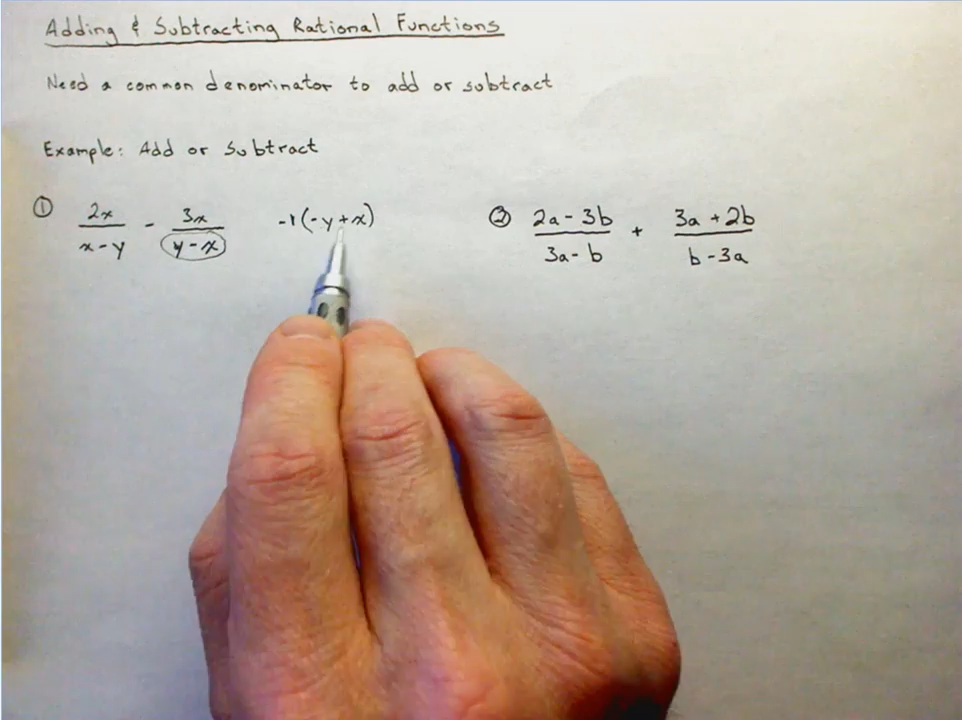 Adding & Subtracting Rational Functions
Need a common denominator to add or subtract
Example: Add or Subtract
① 2x/(x-y) - 3x/(y-x) -1(-y+x)
② (2a-3b)/(3a-b) + (3a+2b)/(b-3a)